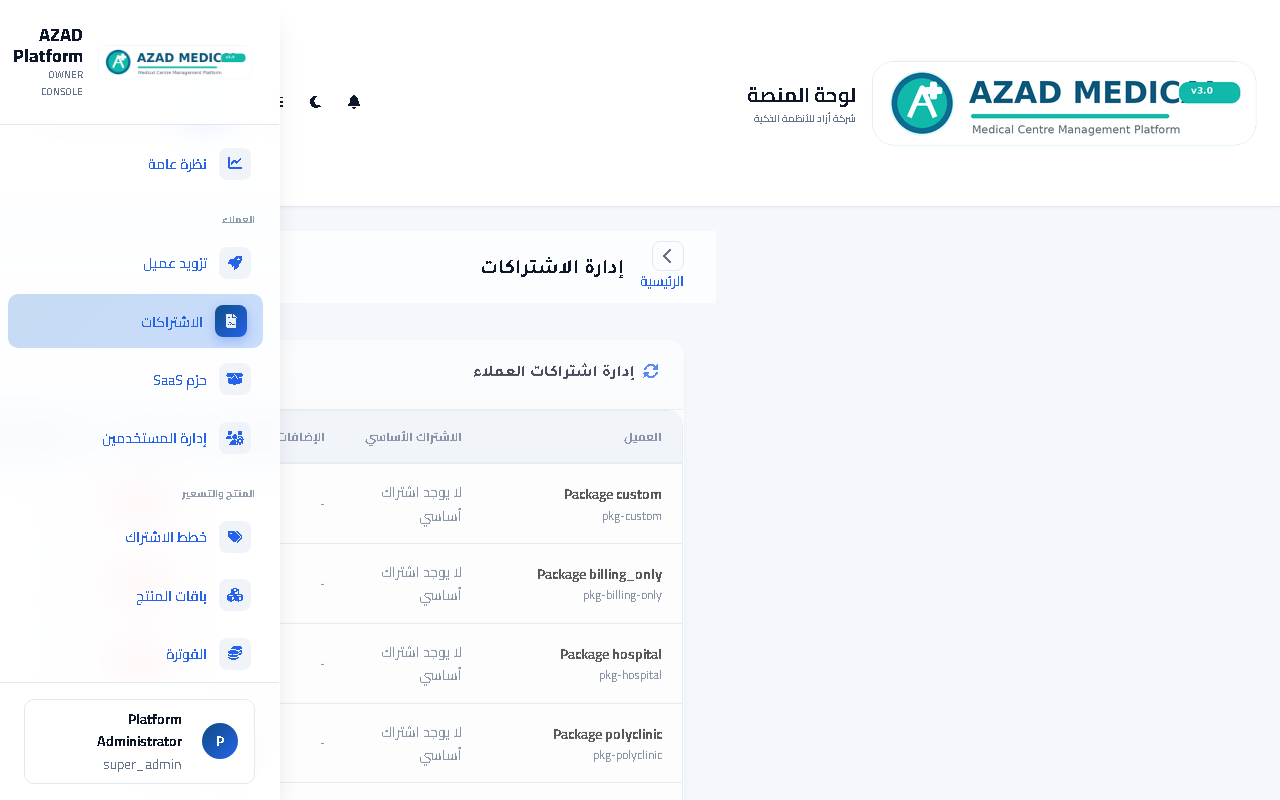 AZAD MEDIC
v3.0
Medical Centre Management Platform
لوحة المنصة
شركة أزاد للأنظمة الذكية
AZAD
Platform
OWNER
CONSOLE
AZAD MEDIC
v3.0
Medical Centre Management Platform
نظرة عامة
العملاء
تزويد عميل
الاشتراكات
حزم SaaS
إدارة المستخدمين
المنتج والتسعير
خطط الاشتراك
باقات المنتج
الفوترة
P
Platform
Administrator
super_admin
الرئيسية
إدارة الاشتراكات
إدارة اشتراكات العملاء
العميل
الاشتراك الأساسي
الإضافات
Package custom
pkg-custom
لا يوجد اشتراك
أساسي
-
Package billing_only
pkg-billing-only
لا يوجد اشتراك
أساسي
-
Package hospital
pkg-hospital
لا يوجد اشتراك
أساسي
-
Package polyclinic
pkg-polyclinic
لا يوجد اشتراك
أساسي
-